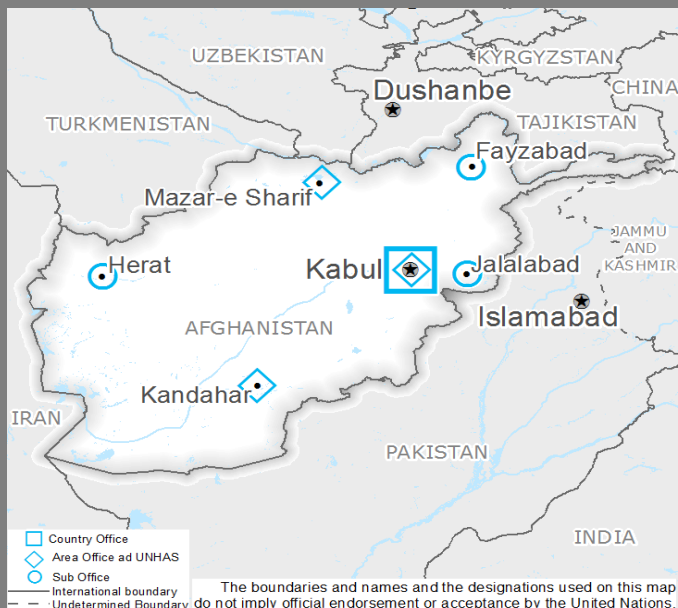 UZBEKISTAN
KYRGYZSTAN
CHINA
Dushanbe
TURKMENISTAN
TAJIKISTAN
Fayzabad
Mazar-e Sharif
JAMMU
AND
KASHMIR
Herat
Kabul
Jalalabad
Islamabad
AFGHANISTAN
Kandahar
IRAN
PAKISTAN
INDIA
Country Office
Area Office ad UNHAS
Sub Office
International boundary
Undetermined Boundary
The boundaries and names and the designations used on this map
do not imply official endorsement or acceptance by the United Nations.